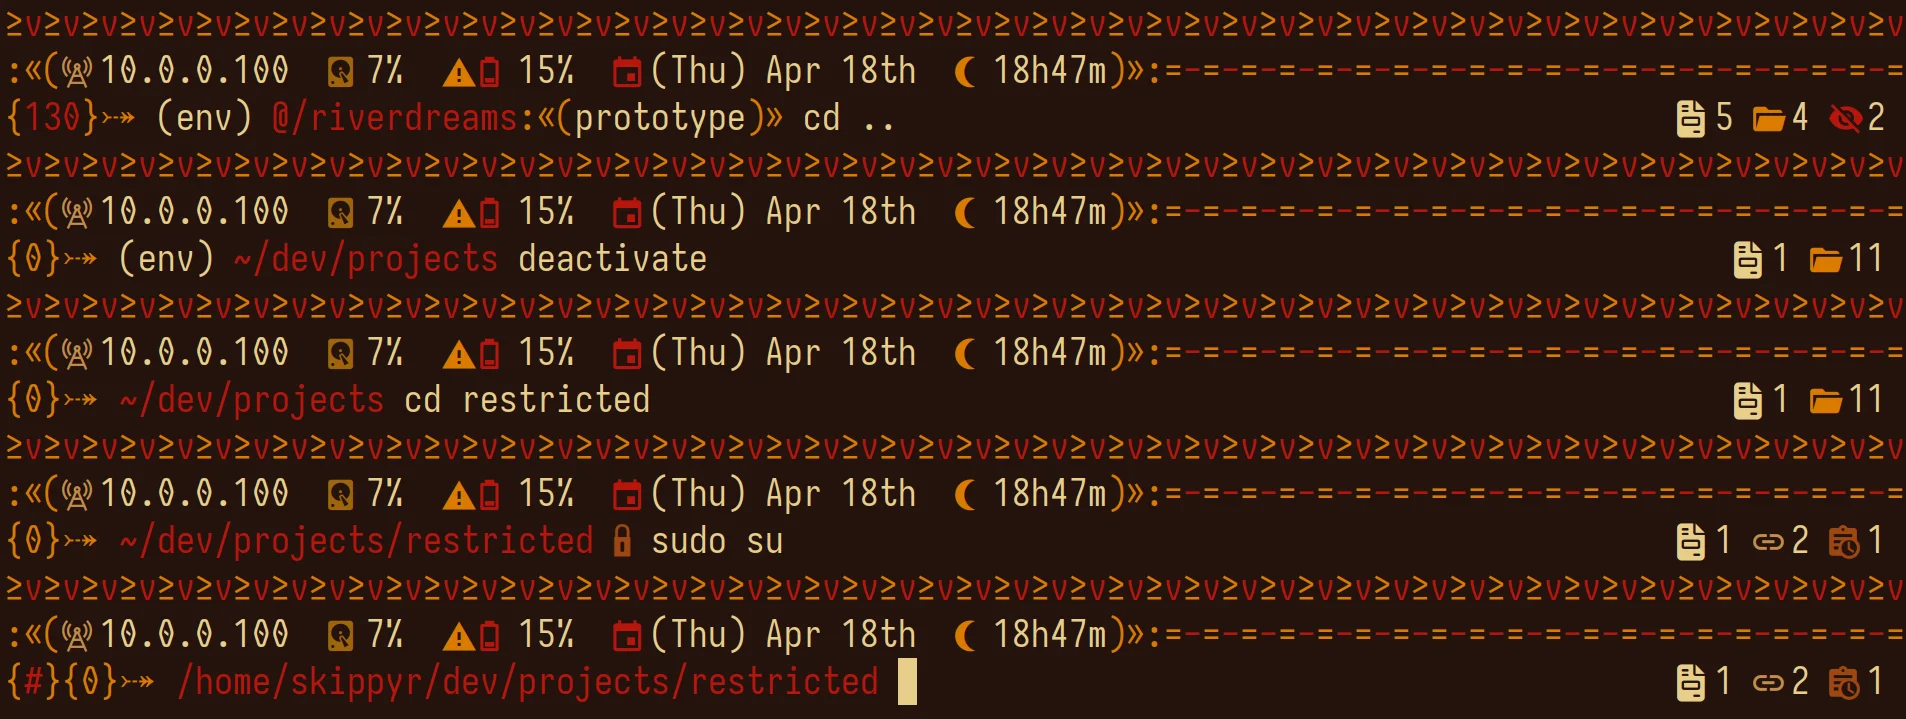 ≥v≥v≥v≥v≥v≥v≥v≥v≥v≥v≥v≥v≥v≥v≥v≥v≥v≥v≥v≥v≥v≥v≥v≥v≥v≥v≥v≥v≥v≥v≥v≥v≥v≥v≥v≥v≥v≥v≥v≥v≥v≥v≥v≥v≥v≥v≥v≥v≥v≥v
:«(10.0.0.100 7% 15% (Thu) Apr 18th 18h47m)»:=-=-=-=-=-=-=-=-=-=-=-=-=-=-=-=-=-=-=-=
{130}⤐ (env) @/riverdreams:«(prototype)» cd .. 5 4 2
≥v≥v≥v≥v≥v≥v≥v≥v≥v≥v≥v≥v≥v≥v≥v≥v≥v≥v≥v≥v≥v≥v≥v≥v≥v≥v≥v≥v≥v≥v≥v≥v≥v≥v≥v≥v≥v≥v≥v≥v≥v≥v≥v≥v≥v≥v≥v≥v≥v≥v
:«(10.0.0.100 7% 15% (Thu) Apr 18th 18h47m)»:=-=-=-=-=-=-=-=-=-=-=-=-=-=-=-=-=-=-=-=
{0}⤐ (env) ~/dev/projects deactivate 1 11
≥v≥v≥v≥v≥v≥v≥v≥v≥v≥v≥v≥v≥v≥v≥v≥v≥v≥v≥v≥v≥v≥v≥v≥v≥v≥v≥v≥v≥v≥v≥v≥v≥v≥v≥v≥v≥v≥v≥v≥v≥v≥v≥v≥v≥v≥v≥v≥v≥v≥v
:«(10.0.0.100 7% 15% (Thu) Apr 18th 18h47m)»:=-=-=-=-=-=-=-=-=-=-=-=-=-=-=-=-=-=-=-=
{0}⤐ ~/dev/projects cd restricted 1 11
≥v≥v≥v≥v≥v≥v≥v≥v≥v≥v≥v≥v≥v≥v≥v≥v≥v≥v≥v≥v≥v≥v≥v≥v≥v≥v≥v≥v≥v≥v≥v≥v≥v≥v≥v≥v≥v≥v≥v≥v≥v≥v≥v≥v≥v≥v≥v≥v≥v≥v
:«(10.0.0.100 7% 15% (Thu) Apr 18th 18h47m)»:=-=-=-=-=-=-=-=-=-=-=-=-=-=-=-=-=-=-=-=
{0}⤐ ~/dev/projects/restricted sudo su 1 2 1
≥v≥v≥v≥v≥v≥v≥v≥v≥v≥v≥v≥v≥v≥v≥v≥v≥v≥v≥v≥v≥v≥v≥v≥v≥v≥v≥v≥v≥v≥v≥v≥v≥v≥v≥v≥v≥v≥v≥v≥v≥v≥v≥v≥v≥v≥v≥v≥v≥v≥v
:«(10.0.0.100 7% 15% (Thu) Apr 18th 18h47m)»:=-=-=-=-=-=-=-=-=-=-=-=-=-=-=-=-=-=-=-=
{#}{0}⤐ /home/skippyr/dev/projects/restricted 1 2 1